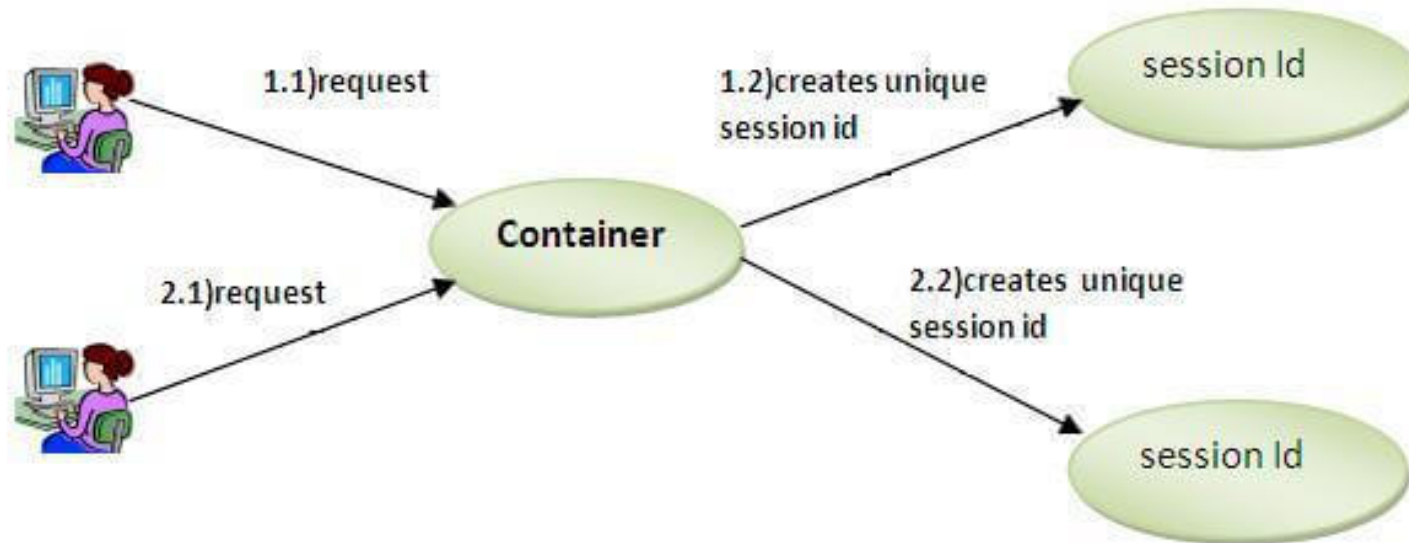 1.1)request
1.2)creates unique
session id
session Id
Container
2.1)request
2.2)creates unique
session id
session Id